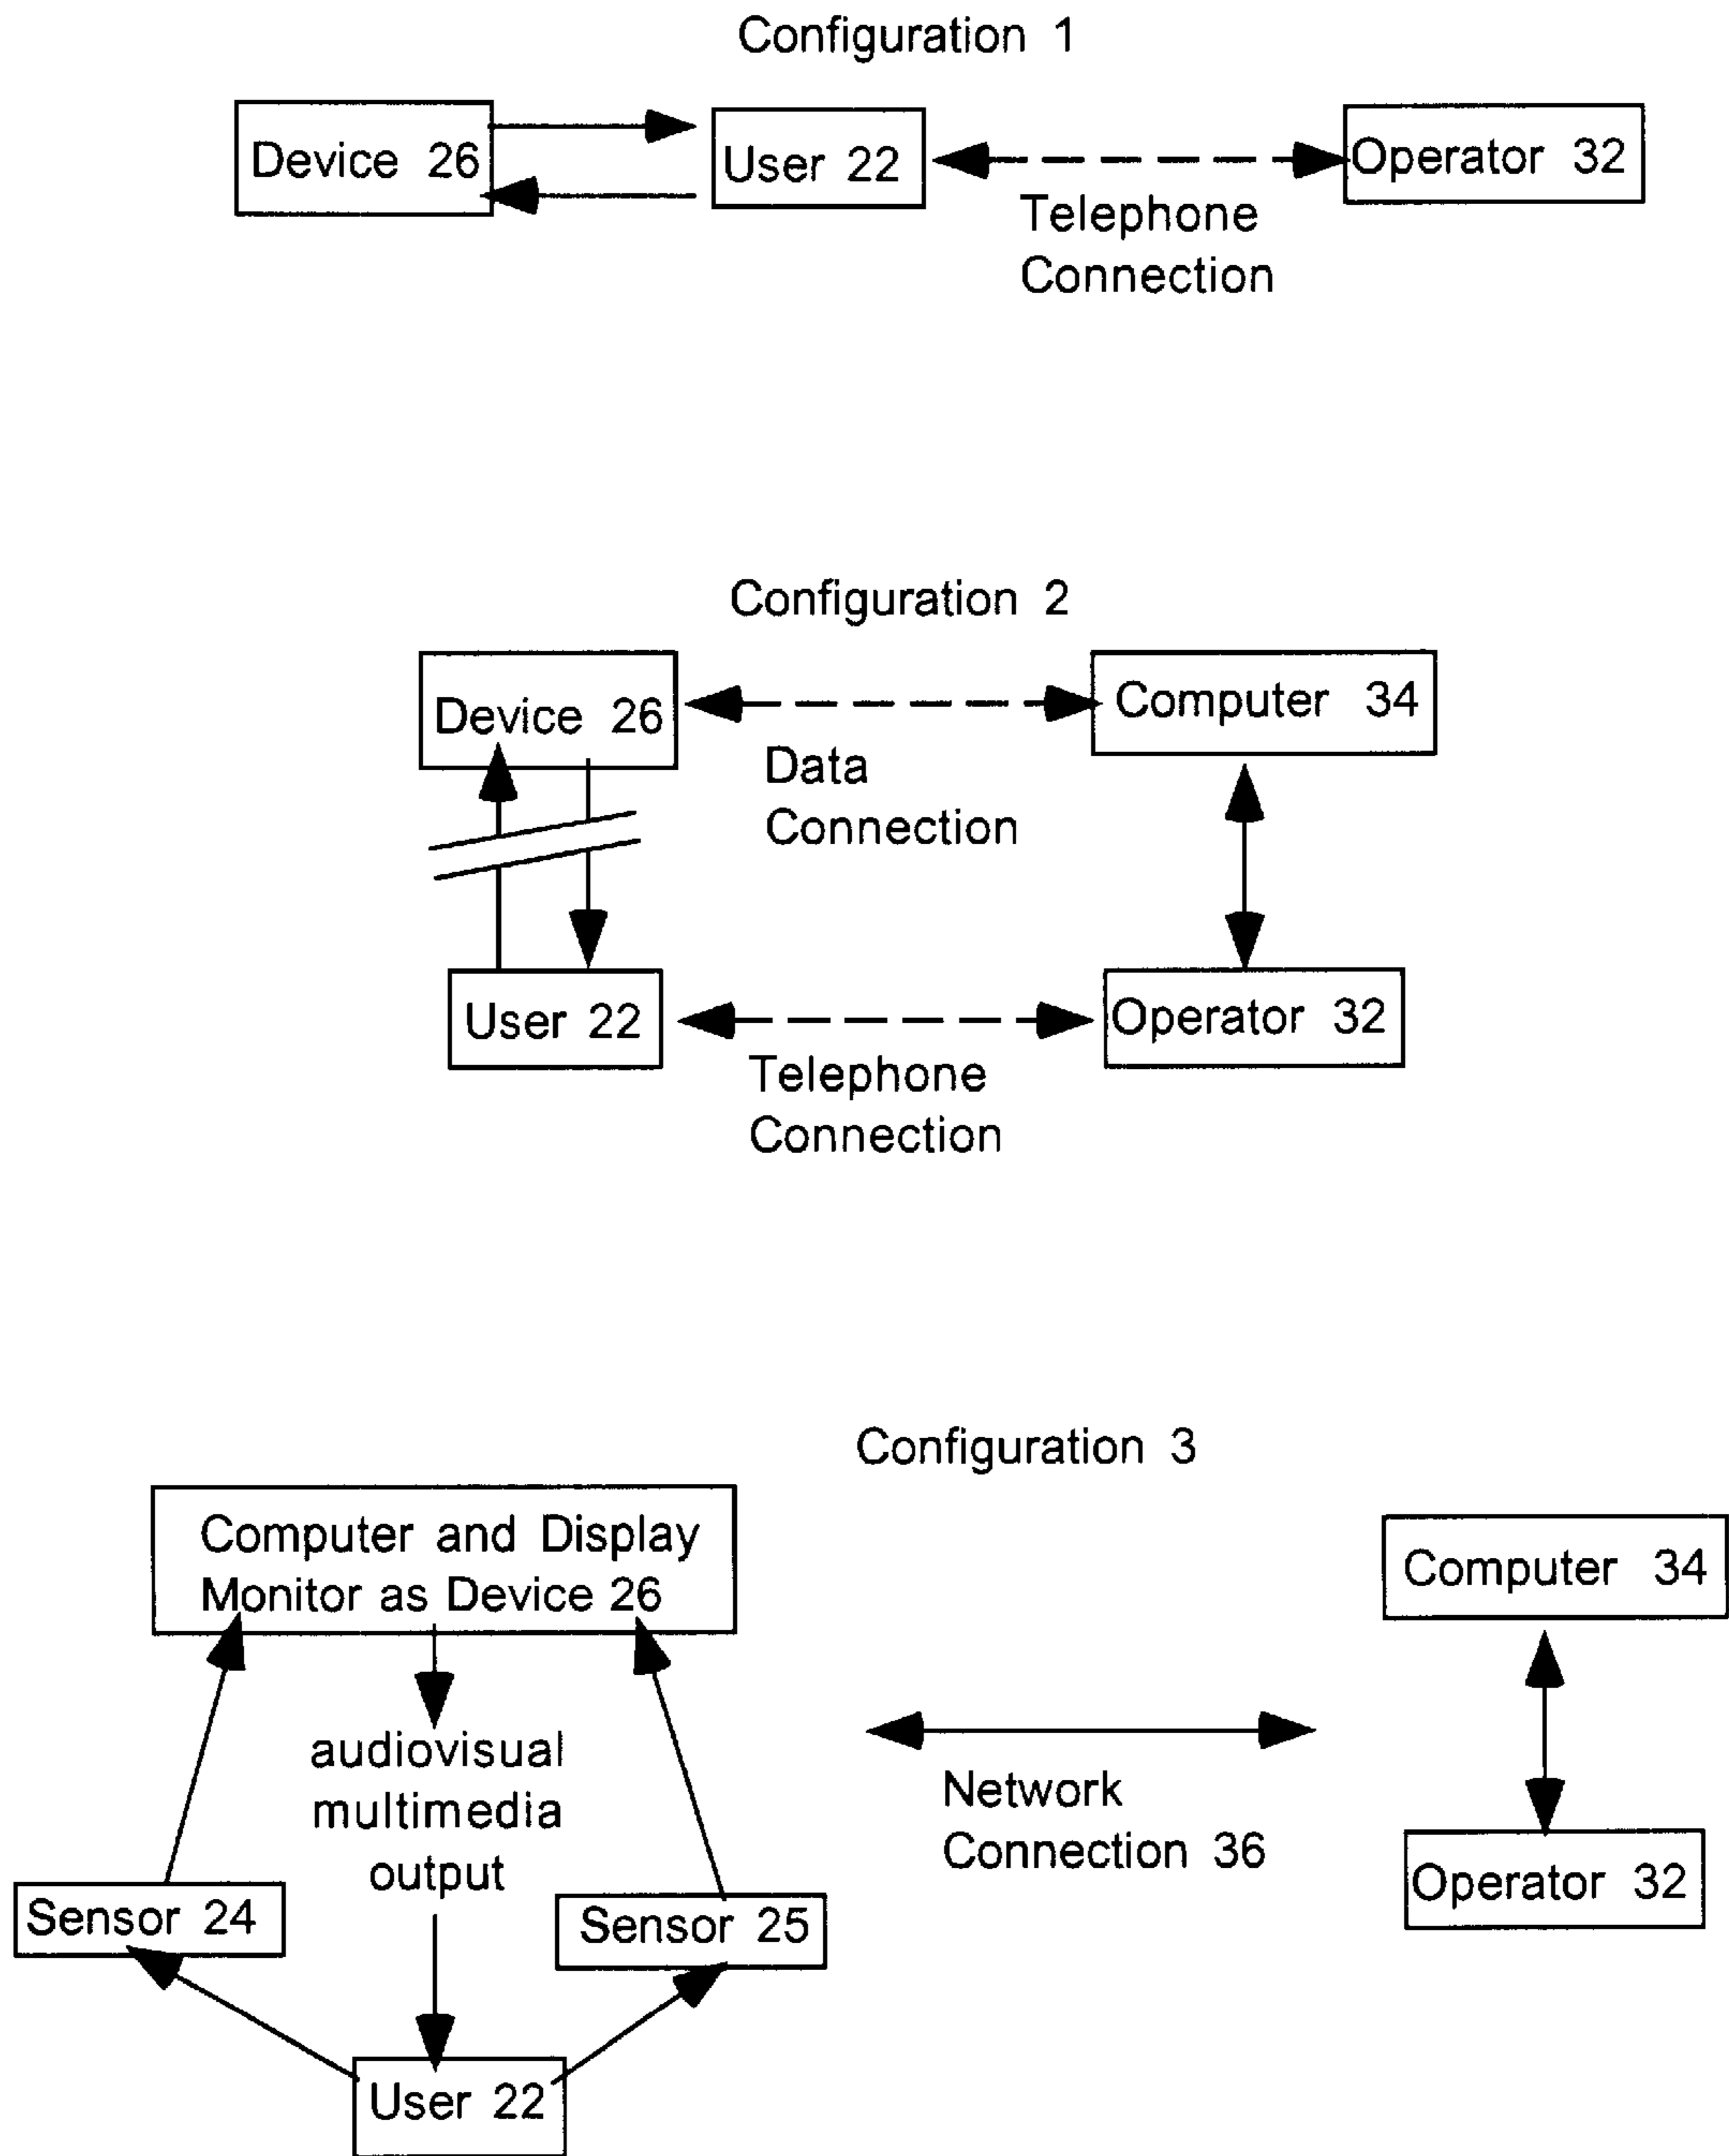 Configuration 1
Device 26
User 22
Operator 32
Telephone
Connection
Configuration 2
Device 26
Computer 34
Data
Connection
User 22
Operator 32
Telephone
Connection
Configuration 3
Computer and Display
Monitor as Device 26
Computer 34
audiovisual
multimedia
output
Network
Connection 36
Sensor 24
Sensor 25
Operator 32
User 22